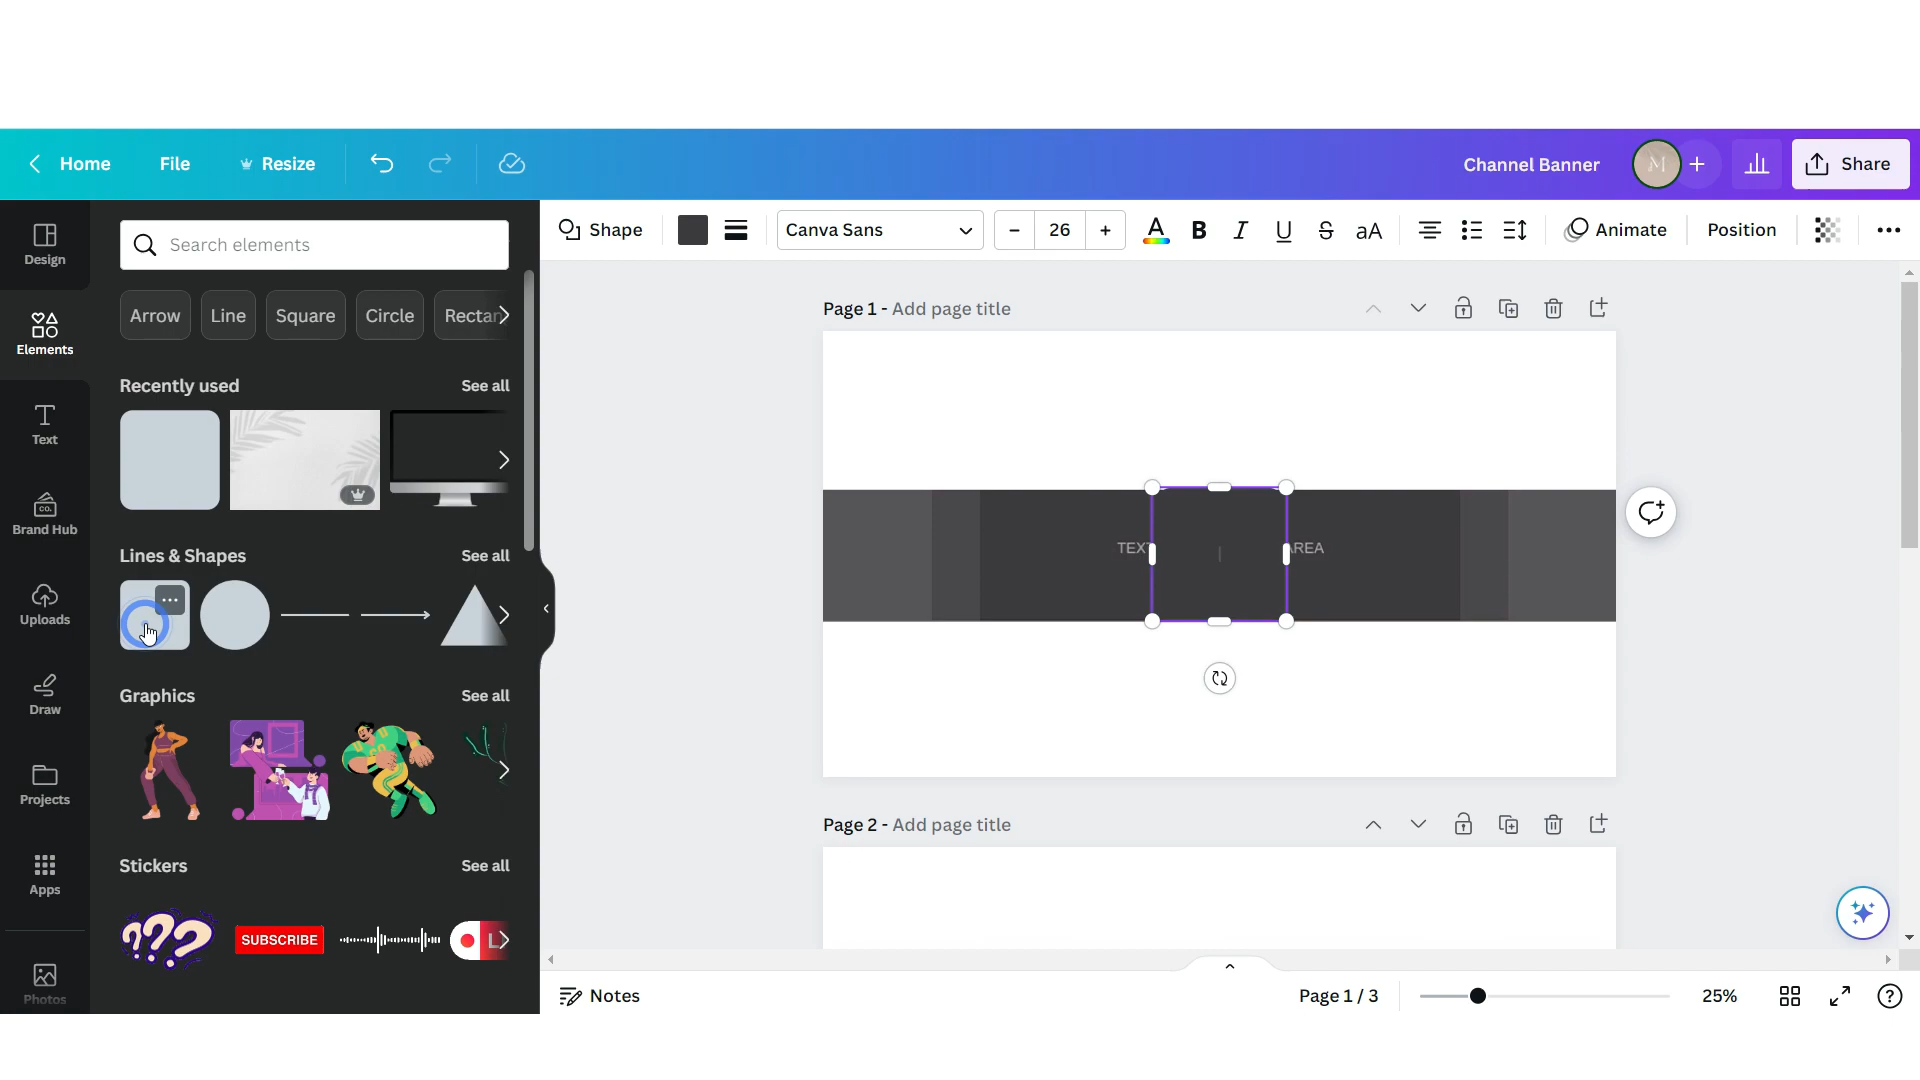 Home File Resize Channel Banner M Share
Design
Elements
Text
Brand Hub
CO.
Uploads
Draw
Projects
Apps
Photos
Search elements
Arrow Line Square Circle Rectan
Recently used See all
Lines & Shapes See all
Graphics See all
Stickers See all
???
SUBSCRIBE
L
Shape Canva Sans 26 A B I U S aA Animate Position
Page 1 - Add page title
TEXT AREA
Page 2 - Add page title
Notes Page 1 / 3 25%